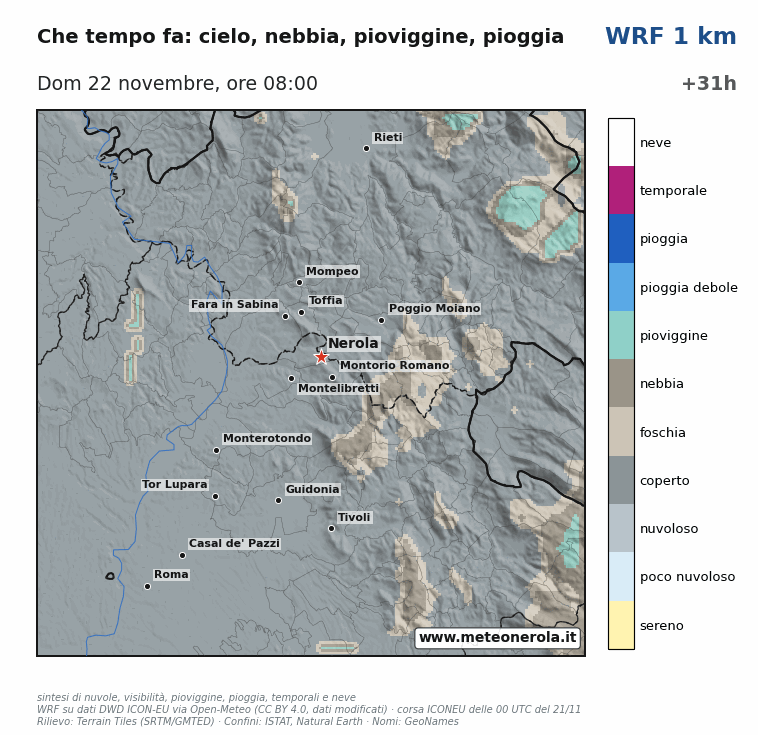 Che tempo fa: cielo, nebbia, pioviggine, pioggia
WRF 1 km
Dom 22 novembre, ore 08:00
+31h
Rieti
Mompeo
Fara in Sabina
Toffia
Poggio Moiano
Nerola
Montorio Romano
Montelibretti
Monterotondo
Tor Lupara
Guidonia
Tivoli
Casal de' Pazzi
Roma
www.meteonerola.it
neve
temporale
pioggia
pioggia debole
pioviggine
nebbia
foschia
coperto
nuvoloso
poco nuvoloso
sereno
sintesi di nuvole, visibilità, pioviggine, pioggia, temporali e neve
WRF su dati DWD ICON-EU via Open-Meteo (CC BY 4.0, dati modificati) · corsa ICONEU delle 00 UTC del 21/11
Rilievo: Terrain Tiles (SRTM/GMTED) · Confini: ISTAT, Natural Earth · Nomi: GeoNames